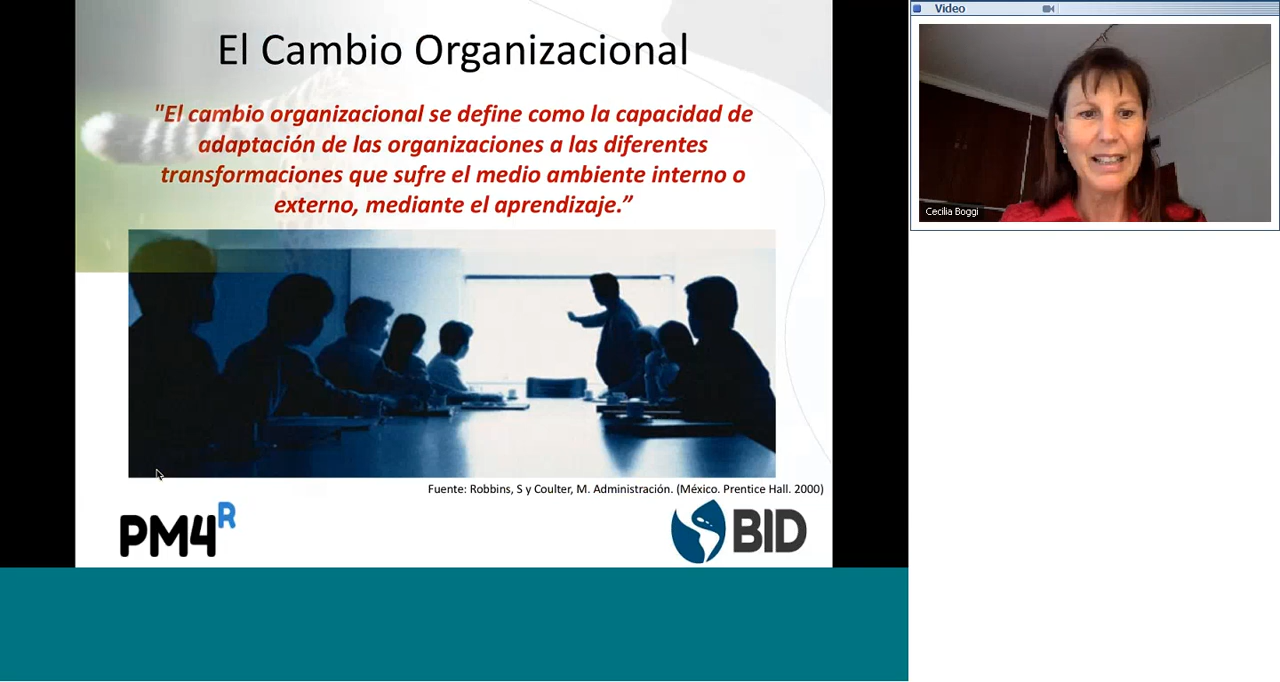 El Cambio Organizacional
"El cambio organizacional se define como la capacidad de
adaptación de las organizaciones a las diferentes
transformaciones que sufre el medio ambiente interno o
externo, mediante el aprendizaje.”
Fuente: Robbins, S y Coulter, M. Administración. (México. Prentice Hall. 2000)
PM4R
BID
Video
Cecilia Boggi